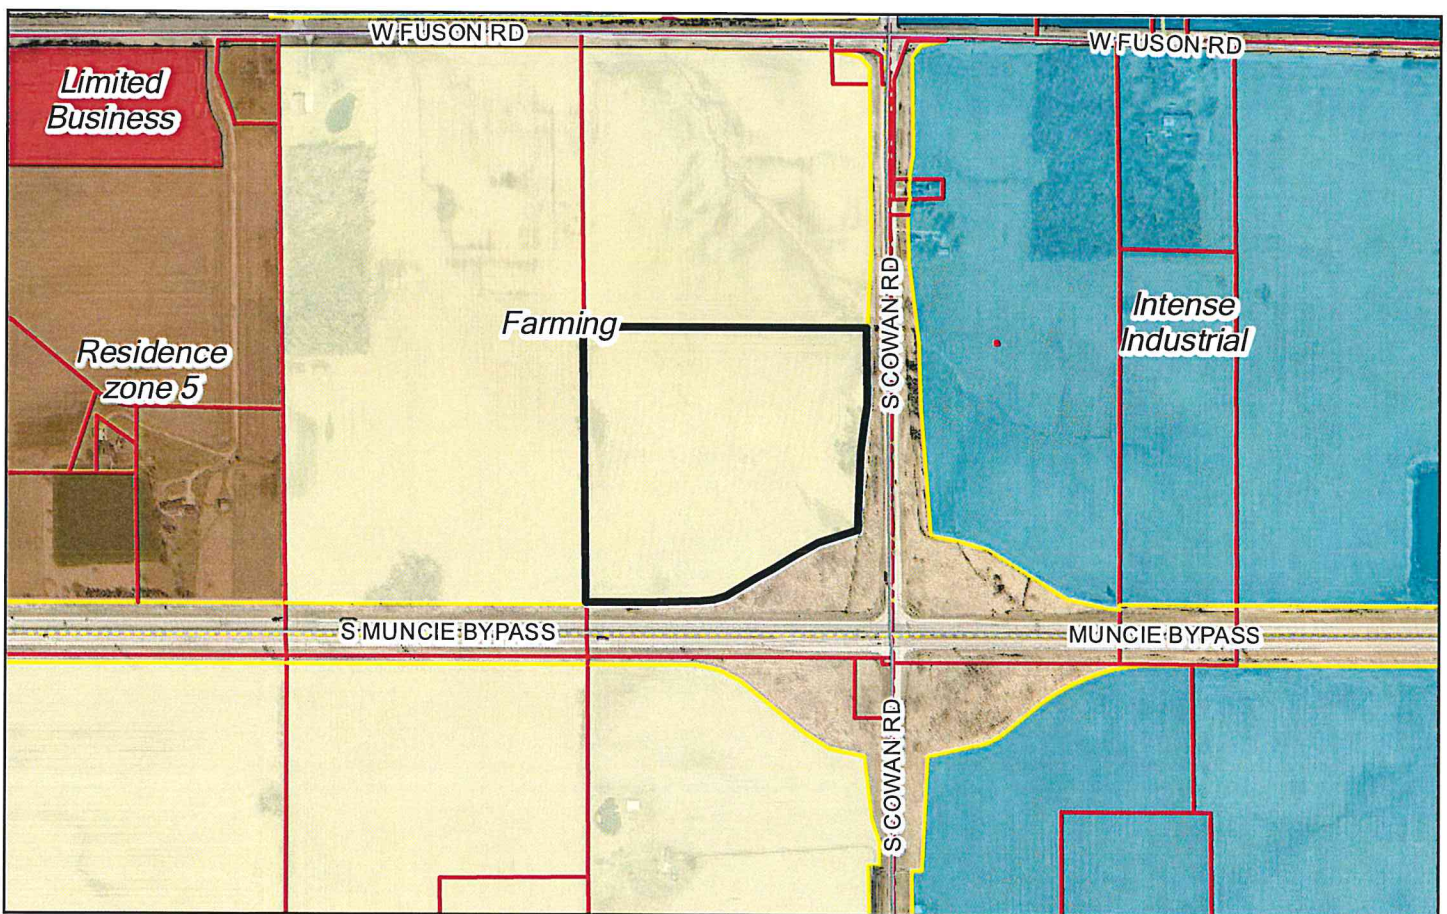 W FUSON RD
W FUSON RD
Limited
Business
S COWAN RD
Farming
Intense
Industrial
Residence
zone 5
S MUNCIE BYPASS
MUNCIE BYPASS
S COWAN RD